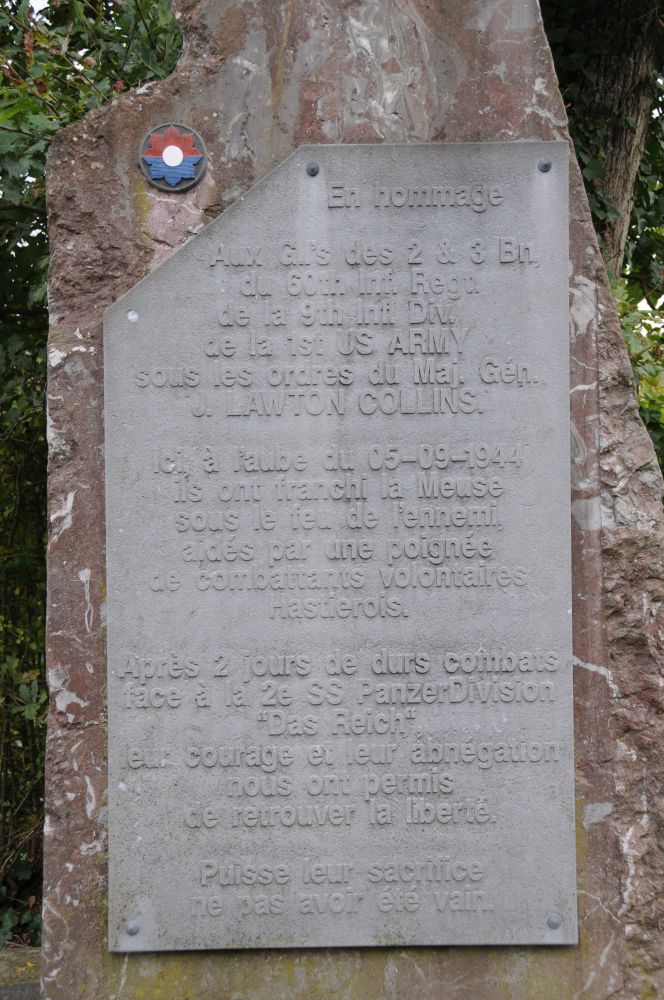 En hommage
Aux G.I.'s des 2 & 3 Bn,
du 60th Inf. Regt.
de la 9th Inf. Div.
de la 1st US ARMY
sous les ordres du Maj. Gén.
J. LAWTON COLLINS.
Ici, à l'aube du 05-09-1944
ils ont franchi la Meuse
sous le feu de l'ennemi,
aidés par une poignée
de combattants volontaires
Hastiérois.
Après 2 jours de durs combats
face à la 2e SS PanzerDivision
"Das Reich",
leur courage et leur abnégation
nous ont permis
de retrouver la liberté.
Puisse leur sacrifice
ne pas avoir été vain.